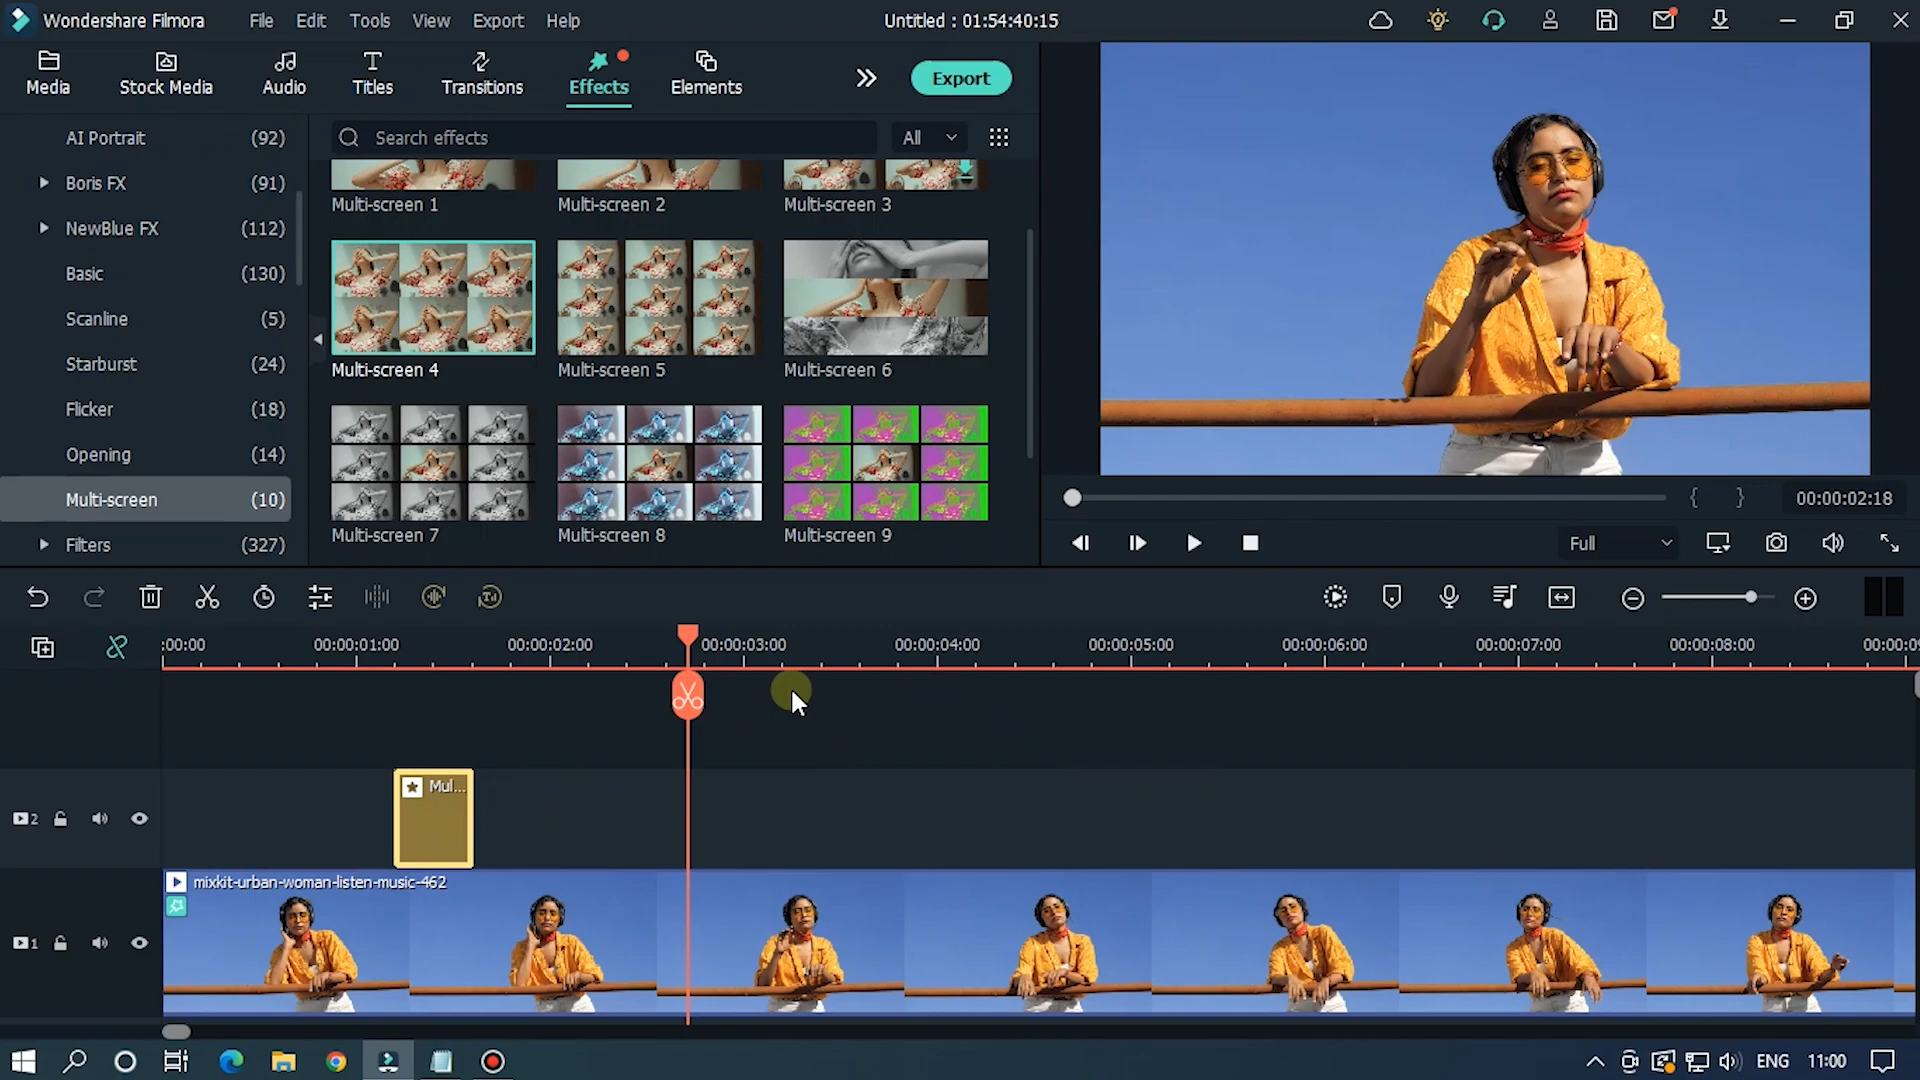 Wondershare Filmora
File
Edit
Tools
View
Export
Help
Untitled : 01:54:40:15
Media
Stock Media
Audio
Titles
Transitions
Effects
Elements
Export
AI Portrait (92)
Boris FX (91)
NewBlue FX (112)
Basic (130)
Scanline (5)
Starburst (24)
Flicker (18)
Opening (14)
Multi-screen (10)
Filters (327)
Search effects
All
Multi-screen 1
Multi-screen 2
Multi-screen 3
Multi-screen 4
Multi-screen 5
Multi-screen 6
Multi-screen 7
Multi-screen 8
Multi-screen 9
{ }
00:00:02:18
Full
:00:00
00:00:01:00
00:00:02:00
00:00:03:00
00:00:04:00
00:00:05:00
00:00:06:00
00:00:07:00
00:00:08:00
00:00:09
2
Mul...
mixkit-urban-woman-listen-music-462
1
ENG
11:00